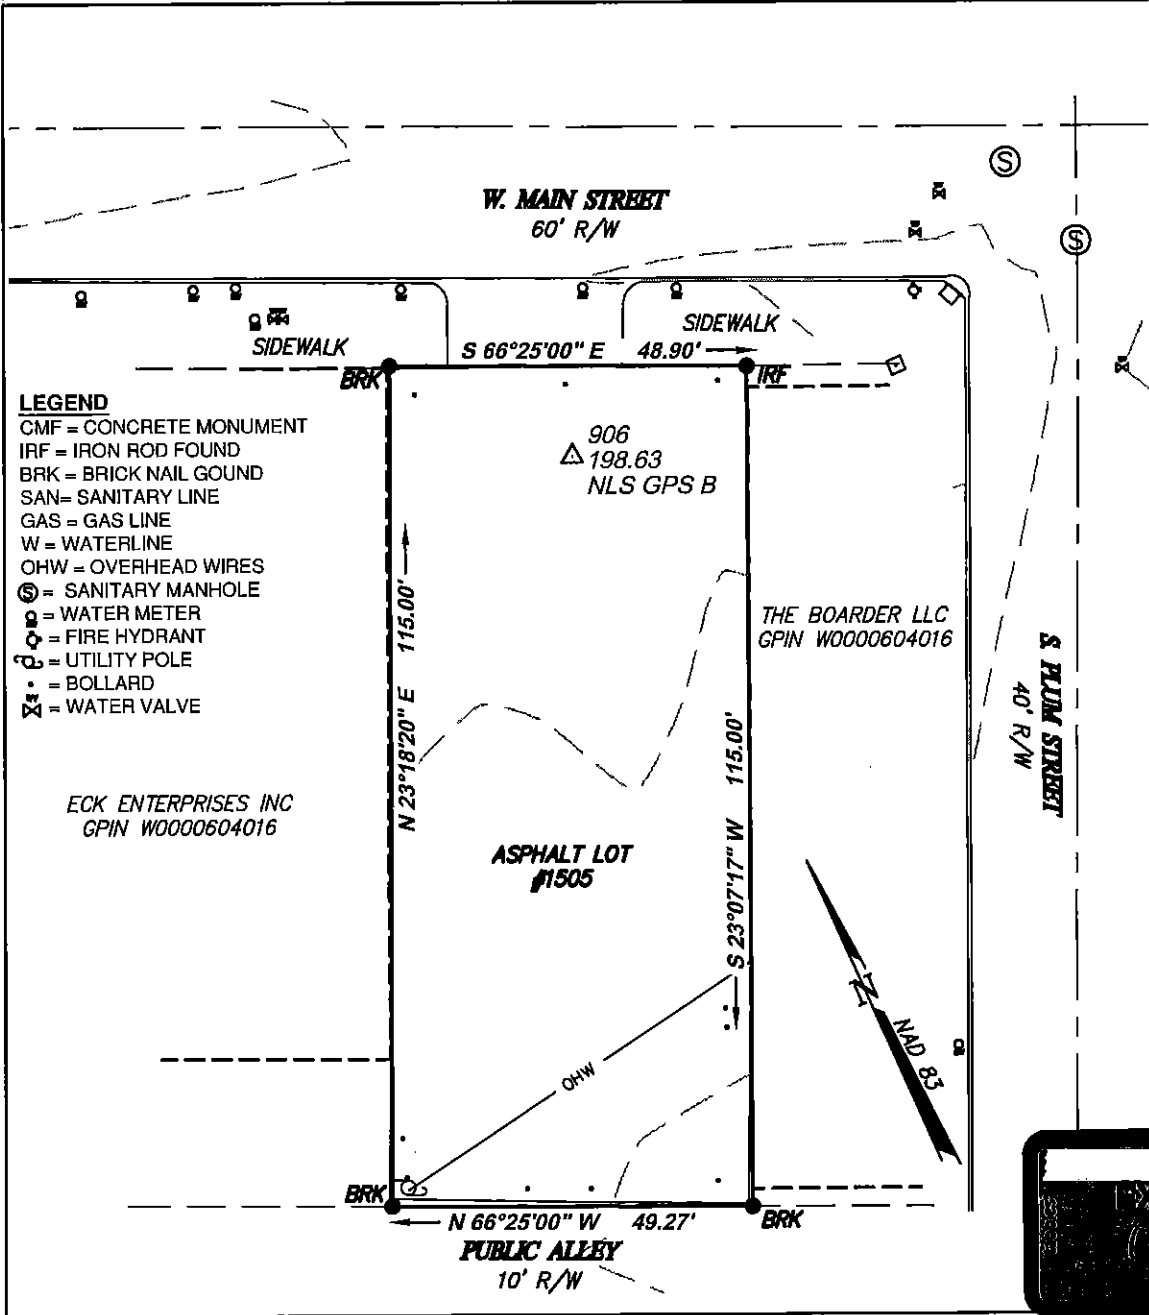 W. MAIN STREET
60' R/W
S
S
SIDEWALK
SIDEWALK
S 66°25'00" E 48.90'
BRK
IRF
LEGEND
CMF = CONCRETE MONUMENT
IRF = IRON ROD FOUND
BRK = BRICK NAIL GOUND
SAN= SANITARY LINE
GAS = GAS LINE
W = WATERLINE
OHW = OVERHEAD WIRES
S = SANITARY MANHOLE
= WATER METER
= FIRE HYDRANT
= UTILITY POLE
= BOLLARD
= WATER VALVE
906
198.63
NLS GPS B
N 23°18'20" E 115.00'
THE BOARDER LLC
GPIN W0000604016
S. PLUM STREET
40' R/W
S 23°07'17" W 115.00'
ECK ENTERPRISES INC
GPIN W0000604016
ASPHALT LOT
#1505
N
NAD 83
OHW
BRK
BRK
N 66°25'00" W 49.27'
PUBLIC ALLEY
10' R/W